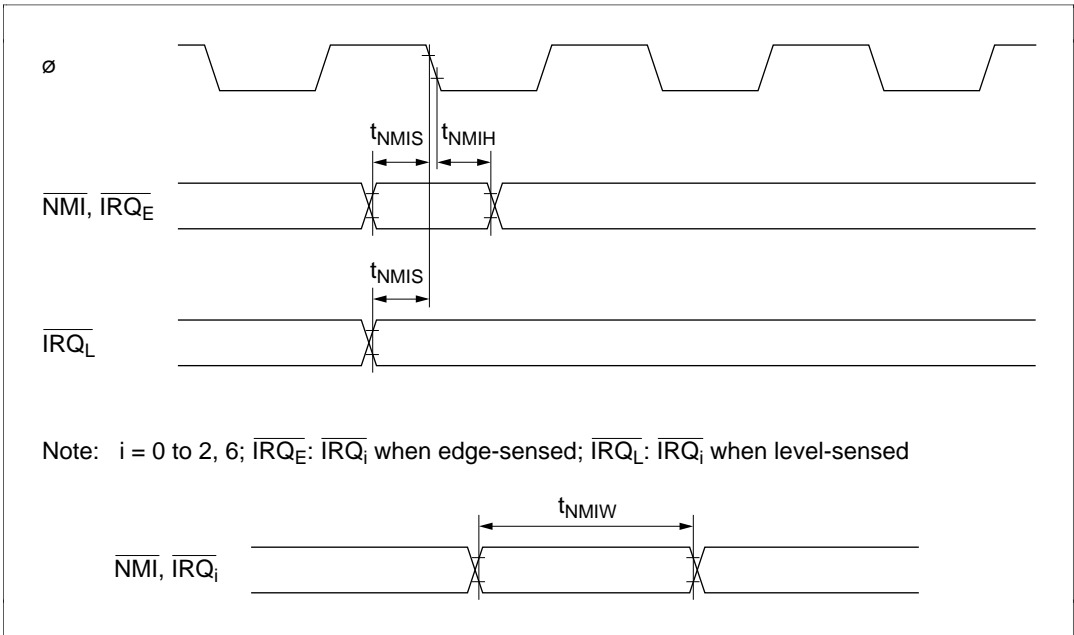 ø
tNMIS tNMIH
NMI, IRQE
tNMIS
IRQL
Note: i = 0 to 2, 6; IRQE: IRQi when edge-sensed; IRQL: IRQi when level-sensed
tNMIW
NMI, IRQi